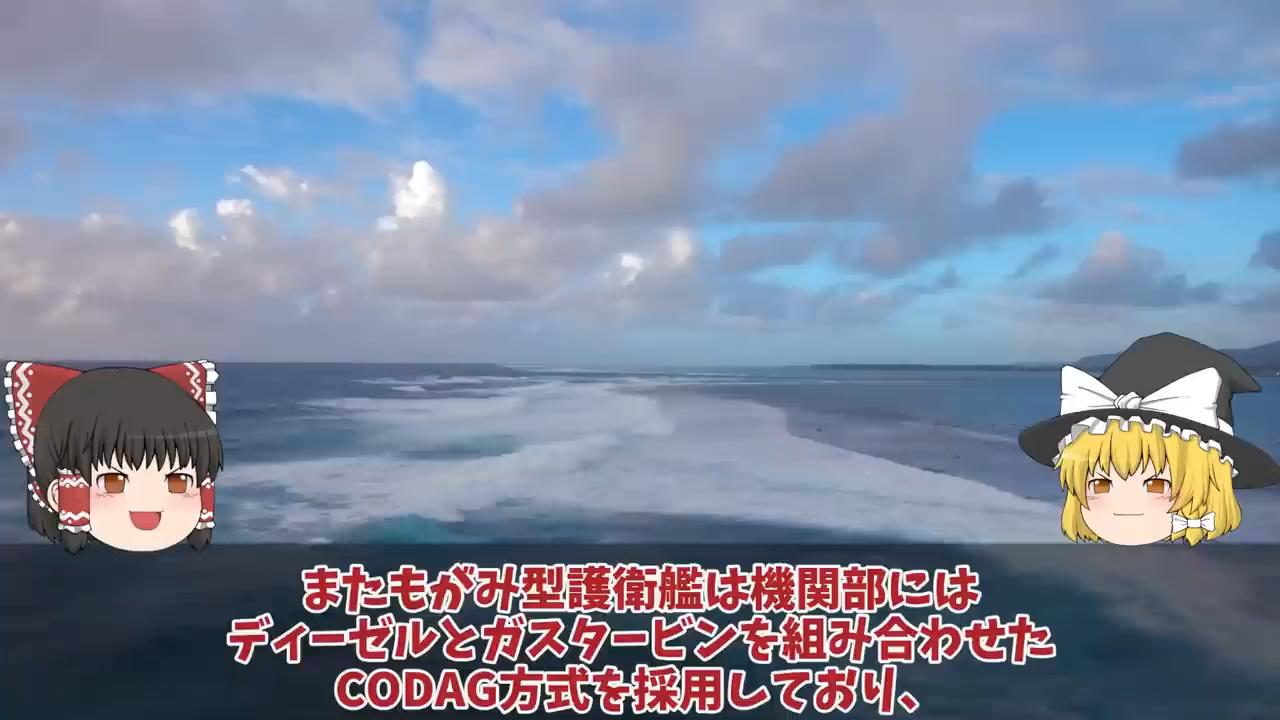 またもがみ型護衛艦は機関部には
ディーゼルとガスタービンを組み合わせた
CODAG方式を採用しており、